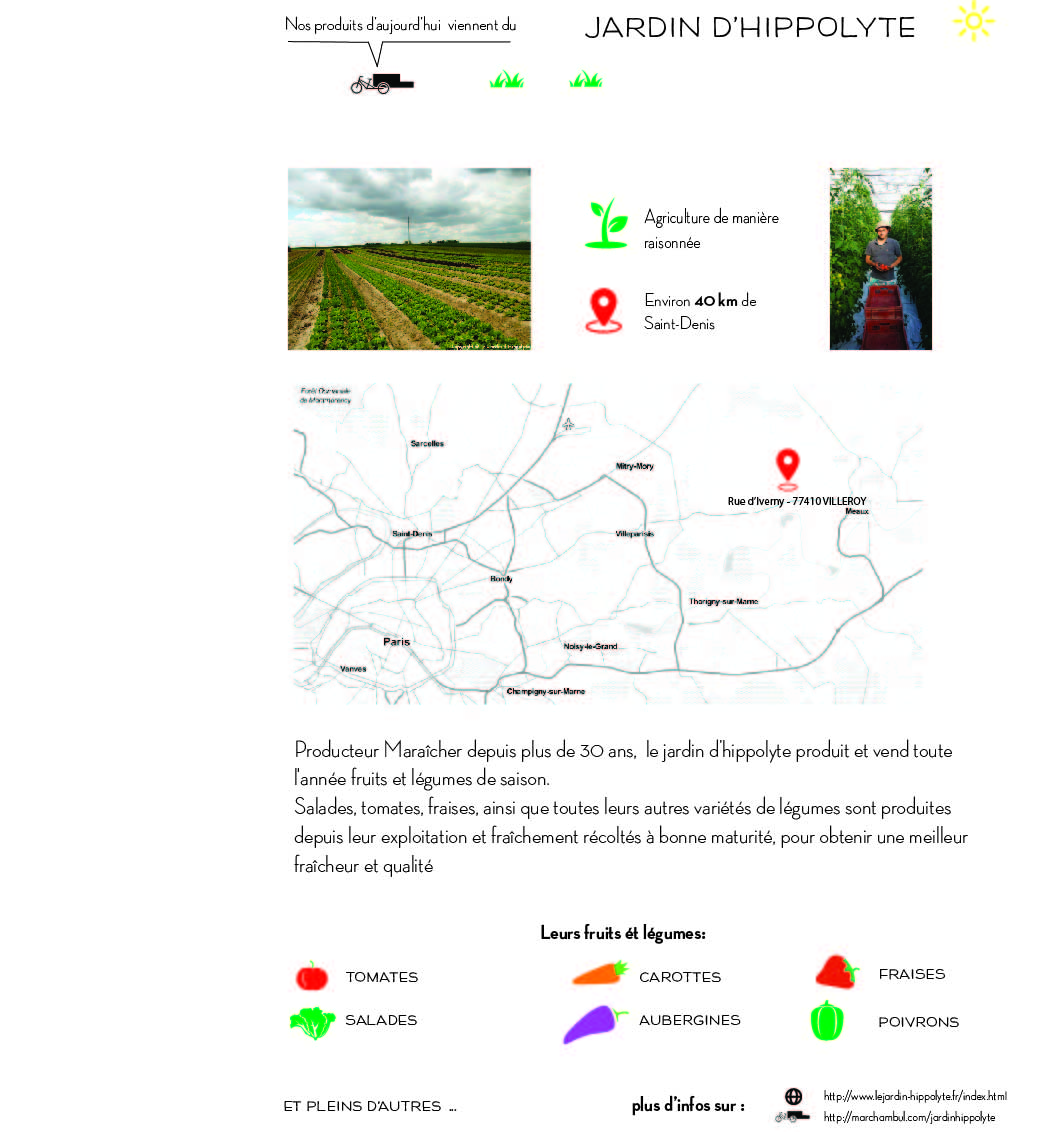 Nos produits d'aujourd'hui viennent du
JARDIN D'HIPPOLYTE
Agriculture de manière
raisonnée
Environ 40 km de
Saint-Denis
de Montmorency
Sarcelles
Mitry-Mory
Rue d'Iverny - 77410 VILLEROY
Meaux
Saint-Denis
Villeparisis
Bondy
Thorigny-sur-Marne
Paris
Noisy-le-Grand
Vanves
Champigny-sur-Marne
Producteur Maraîcher depuis plus de 30 ans, le jardin d'hippolyte produit et vend toute
l'année fruits et légumes de saison.
Salades, tomates, fraises, ainsi que toutes leurs autres variétés de légumes sont produites
depuis leur exploitation et fraîchement récoltés à bonne maturité, pour obtenir une meilleur
fraîcheur et qualité
Leurs fruits ét légumes:
TOMATES
CAROTTES
FRAISES
SALADES
AUBERGINES
POIVRONS
ET PLEINS D'AUTRES ...
plus d'infos sur :
http://www.lejardin-hippolyte.fr/index.html
http://marchambul.com/jardinhippolyte